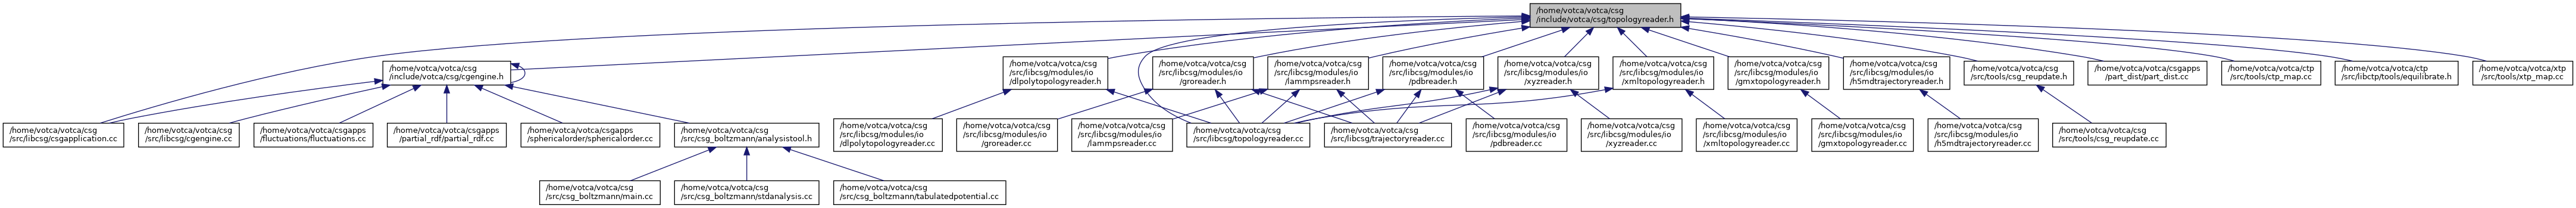 /home/votca/votca/csg
/include/votca/csg/topologyreader.h
/home/votca/votca/csg
/include/votca/csg/cgengine.h
/home/votca/votca/csg
/src/libcsg/modules/io
/dlpolytopologyreader.h
/home/votca/votca/csg
/src/libcsg/modules/io
/groreader.h
/home/votca/votca/csg
/src/libcsg/modules/io
/lammpsreader.h
/home/votca/votca/csg
/src/libcsg/modules/io
/pdbreader.h
/home/votca/votca/csg
/src/libcsg/modules/io
/xyzreader.h
/home/votca/votca/csg
/src/libcsg/modules/io
/xmltopologyreader.h
/home/votca/votca/csg
/src/libcsg/modules/io
/gmxtopologyreader.h
/home/votca/votca/csg
/src/libcsg/modules/io
/h5mdtrajectoryreader.h
/home/votca/votca/csg
/src/tools/csg_reupdate.h
/home/votca/votca/csgapps
/part_dist/part_dist.cc
/home/votca/votca/ctp
/src/tools/ctp_map.cc
/home/votca/votca/ctp
/src/libctp/tools/equilibrate.h
/home/votca/votca/xtp
/src/tools/xtp_map.cc
/home/votca/votca/csg
/src/libcsg/csgapplication.cc
/home/votca/votca/csg
/src/libcsg/cgengine.cc
/home/votca/votca/csgapps
/fluctuations/fluctuations.cc
/home/votca/votca/csgapps
/partial_rdf/partial_rdf.cc
/home/votca/votca/csgapps
/sphericalorder/sphericalorder.cc
/home/votca/votca/csg
/src/csg_boltzmann/analysistool.h
/home/votca/votca/csg
/src/libcsg/modules/io
/dlpolytopologyreader.cc
/home/votca/votca/csg
/src/libcsg/modules/io
/groreader.cc
/home/votca/votca/csg
/src/libcsg/modules/io
/lammpsreader.cc
/home/votca/votca/csg
/src/libcsg/topologyreader.cc
/home/votca/votca/csg
/src/libcsg/trajectoryreader.cc
/home/votca/votca/csg
/src/libcsg/modules/io
/pdbreader.cc
/home/votca/votca/csg
/src/libcsg/modules/io
/xyzreader.cc
/home/votca/votca/csg
/src/libcsg/modules/io
/xmltopologyreader.cc
/home/votca/votca/csg
/src/libcsg/modules/io
/gmxtopologyreader.cc
/home/votca/votca/csg
/src/libcsg/modules/io
/h5mdtrajectoryreader.cc
/home/votca/votca/csg
/src/tools/csg_reupdate.cc
/home/votca/votca/csg
/src/csg_boltzmann/main.cc
/home/votca/votca/csg
/src/csg_boltzmann/stdanalysis.cc
/home/votca/votca/csg
/src/csg_boltzmann/tabulatedpotential.cc